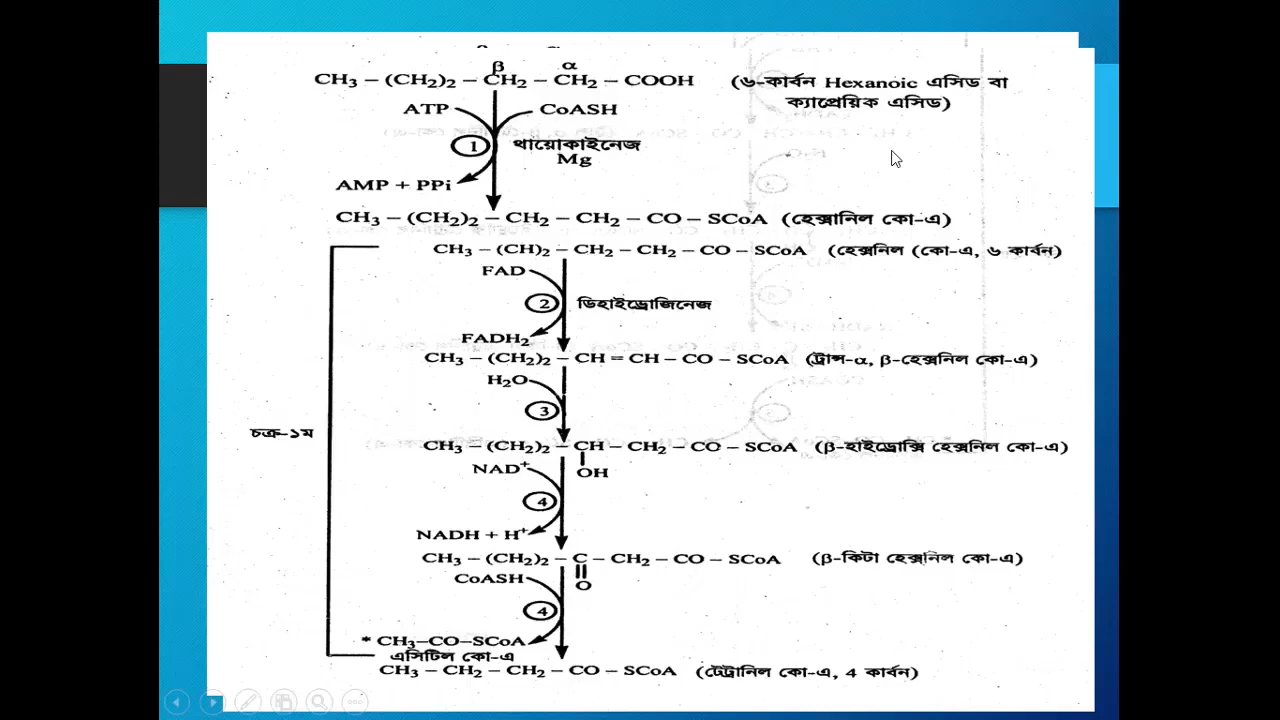 β α
CH₃ – (CH₂)₂ – CH₂ – CH₂ – COOH (৬-কার্বন Hexanoic এসিড বা
ক্যাপ্রেয়িক এসিড)
ATP CoASH
1 থায়োকাইনেজ
Mg
AMP + PPi
CH₃ – (CH₂)₂ – CH₂ – CH₂ – CO – SCoA (হেক্সানিল কো-এ)
CH₃ – (CH)₂ – CH₂ – CH₂ – CO – SCoA (হেক্সনিল (কো-এ, ৬ কার্বন)
FAD
2 ডিহাইড্রোজিনেজ
FADH₂
CH₃ – (CH₂)₂ – CH = CH – CO – SCoA (ট্রান্স-α, β-হেক্সনিল কো-এ)
H₂O
3
চক্র-১ম
CH₃ – (CH₂)₂ – CH – CH₂ – CO – SCoA (β-হাইড্রোক্সি হেক্সনিল কো-এ)
NAD⁺ OH
4
NADH + H⁺
CH₃ – (CH₂)₂ – C – CH₂ – CO – SCoA (β-কিটা হেক্সনিল কো-এ)
CoASH O
4
* CH₃–CO–SCoA
এসিটিল কো-এ
CH₃ – CH₂ – CH₂ – CO – SCoA (টেট্রানিল কো-এ, 4 কার্বন)